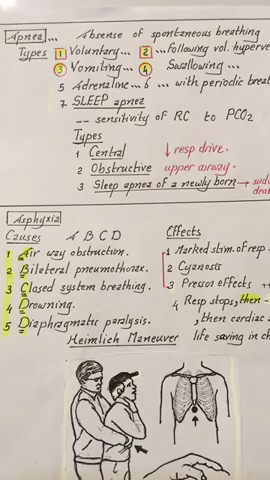 Apnea... Absense of spontaneous breathing
Types 1 Voluntary... 2 ..Following vol. hyperve
3 Vomiting... 4 Swallowing...
5 Adrenaline.. 6 ... with periodic breat
7 SLEEP apnea
-- sensitivity of RC to PCO2
Types
1 Central ↓ resp drive.
2 Obstructive upper airway.
3 Sleep apnea of a newly born → sud
dea
Asphyxia
Causes A B C D Effects
1 Air way obstruction. 1 Marked stim. of resp
2 Bilateral pneumothorax. 2 Cyanosis
3 Closed system breathing. 3 Pressor effects
4 Drowning. 4 Resp stops, then
5 Diaphragmatic paralysis. , then cardiac
Heimlich Maneuver life saving in ch